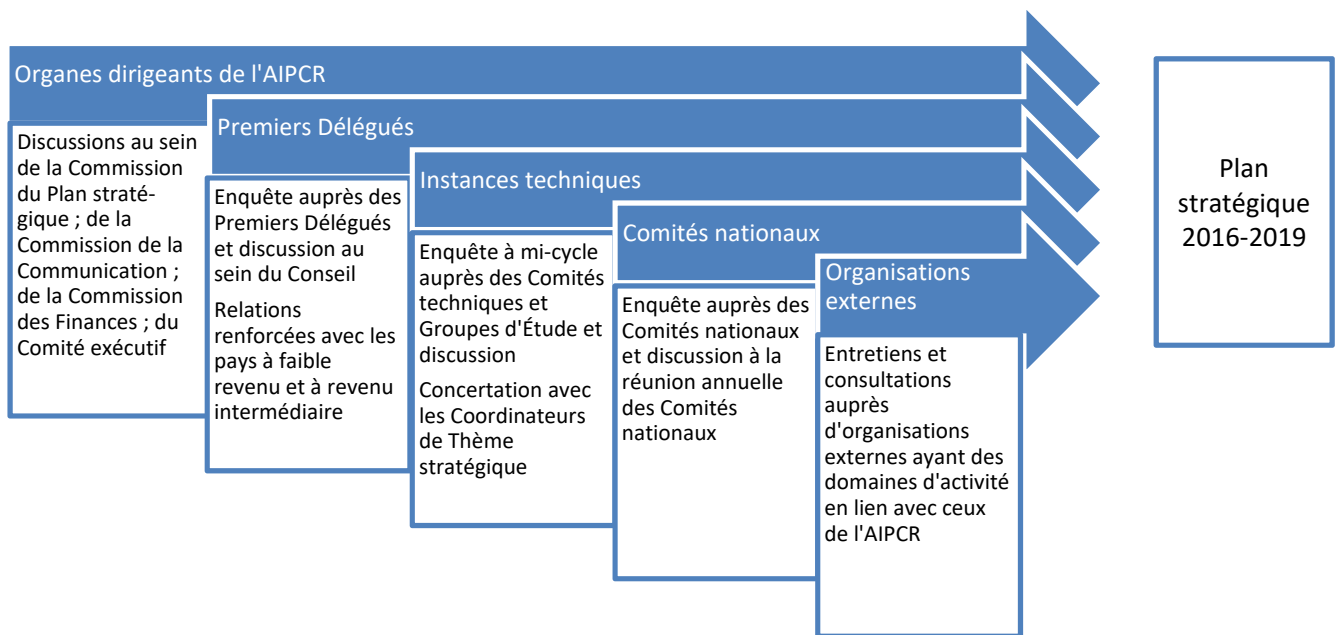 Organes dirigeants de l'AIPCR
Discussions au sein
de la Commission
du Plan straté-
gique ; de la
Commission de la
Communication ;
de la Commission
des Finances ; du
Comité exécutif
Premiers Délégués
Enquête auprès des
Premiers Délégués
et discussion au
sein du Conseil
Relations
renforcées avec les
pays à faible
revenu et à revenu
intermédiaire
Instances techniques
Enquête à mi-cycle
auprès des Comités
techniques et
Groupes d'Étude et
discussion
Concertation avec
les Coordinateurs
de Thème
stratégique
Comités nationaux
Enquête auprès des
Comités nationaux
et discussion à la
réunion annuelle
des Comités
nationaux
Organisations
externes
Entretiens et
consultations
auprès
d'organisations
externes ayant des
domaines d'activité
en lien avec ceux
de l'AIPCR
Plan
stratégique
2016-2019